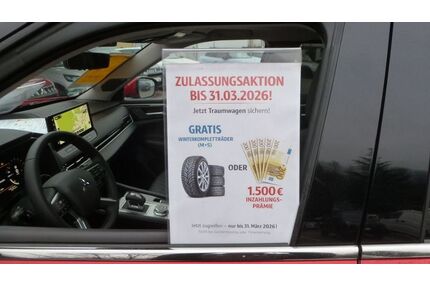 ZULASSUNGSAKTION
BIS 31.03.2026!
Jetzt Traumwagen sichern!
GRATIS
WINTERKOMPLETTRÄDER
(M+S)
ODER
1.500 €
INZAHLUNGS-
PRÄMIE
Jetzt zugreifen – nur bis 31. März 2026!